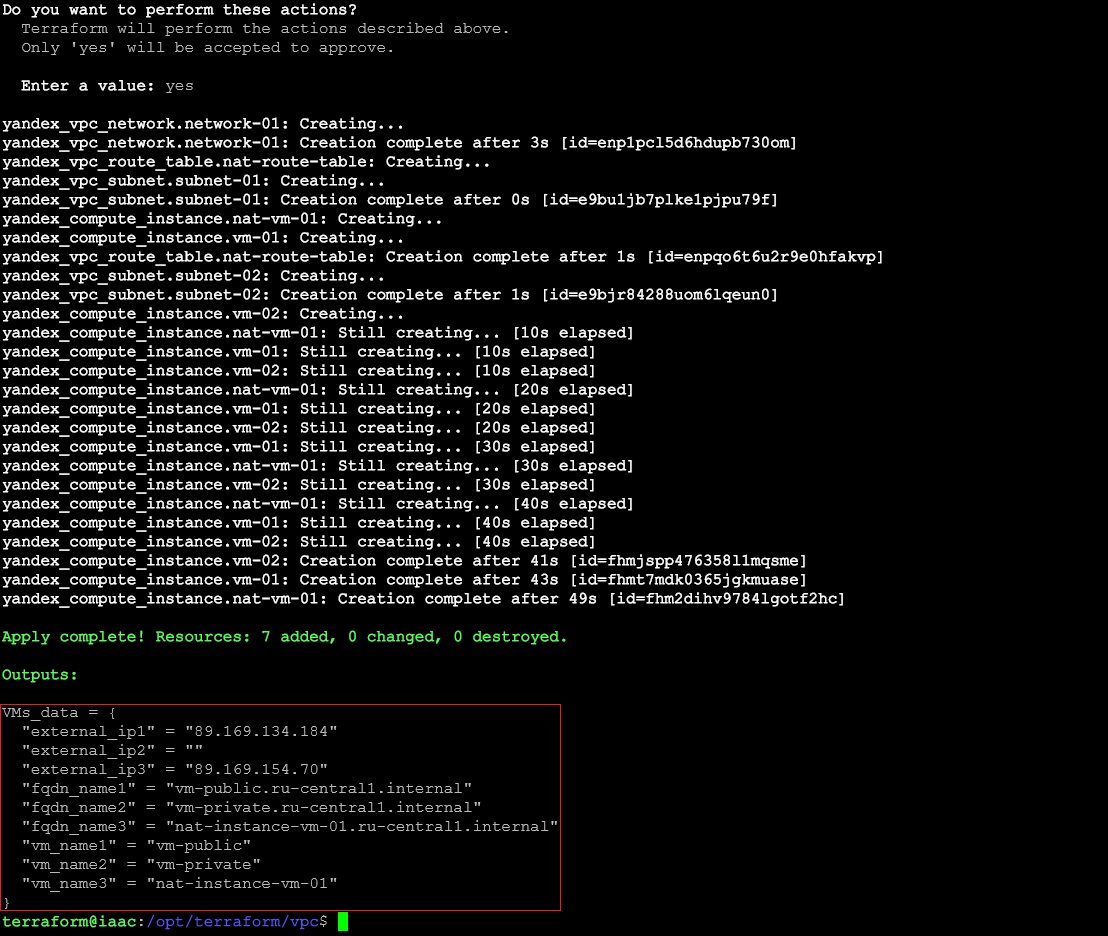 Do you want to perform these actions?
  Terraform will perform the actions described above.
  Only 'yes' will be accepted to approve.

  Enter a value: yes

yandex_vpc_network.network-01: Creating...
yandex_vpc_network.network-01: Creation complete after 3s [id=enp1pcl5d6hdupb730om]
yandex_vpc_route_table.nat-route-table: Creating...
yandex_vpc_subnet.subnet-01: Creating...
yandex_vpc_subnet.subnet-01: Creation complete after 0s [id=e9bu1jb7plke1pjpu79f]
yandex_compute_instance.nat-vm-01: Creating...
yandex_compute_instance.vm-01: Creating...
yandex_vpc_route_table.nat-route-table: Creation complete after 1s [id=enpqo6t6u2r9e0hfakvp]
yandex_vpc_subnet.subnet-02: Creating...
yandex_vpc_subnet.subnet-02: Creation complete after 1s [id=e9bjr84288uom6lqeun0]
yandex_compute_instance.vm-02: Creating...
yandex_compute_instance.nat-vm-01: Still creating... [10s elapsed]
yandex_compute_instance.vm-01: Still creating... [10s elapsed]
yandex_compute_instance.vm-02: Still creating... [10s elapsed]
yandex_compute_instance.nat-vm-01: Still creating... [20s elapsed]
yandex_compute_instance.vm-01: Still creating... [20s elapsed]
yandex_compute_instance.vm-02: Still creating... [20s elapsed]
yandex_compute_instance.vm-01: Still creating... [30s elapsed]
yandex_compute_instance.nat-vm-01: Still creating... [30s elapsed]
yandex_compute_instance.vm-02: Still creating... [30s elapsed]
yandex_compute_instance.nat-vm-01: Still creating... [40s elapsed]
yandex_compute_instance.vm-01: Still creating... [40s elapsed]
yandex_compute_instance.vm-02: Still creating... [40s elapsed]
yandex_compute_instance.vm-02: Creation complete after 41s [id=fhmjspp476358l1mqsme]
yandex_compute_instance.vm-01: Creation complete after 43s [id=fhmt7mdk0365jgkmuase]
yandex_compute_instance.nat-vm-01: Creation complete after 49s [id=fhm2dihv9784lgotf2hc]

Apply complete! Resources: 7 added, 0 changed, 0 destroyed.

Outputs:

VMs_data = {
  "external_ip1" = "89.169.134.184"
  "external_ip2" = ""
  "external_ip3" = "89.169.154.70"
  "fqdn_name1" = "vm-public.ru-central1.internal"
  "fqdn_name2" = "vm-private.ru-central1.internal"
  "fqdn_name3" = "nat-instance-vm-01.ru-central1.internal"
  "vm_name1" = "vm-public"
  "vm_name2" = "vm-private"
  "vm_name3" = "nat-instance-vm-01"
}
terraform@iaac:/opt/terraform/vpc$